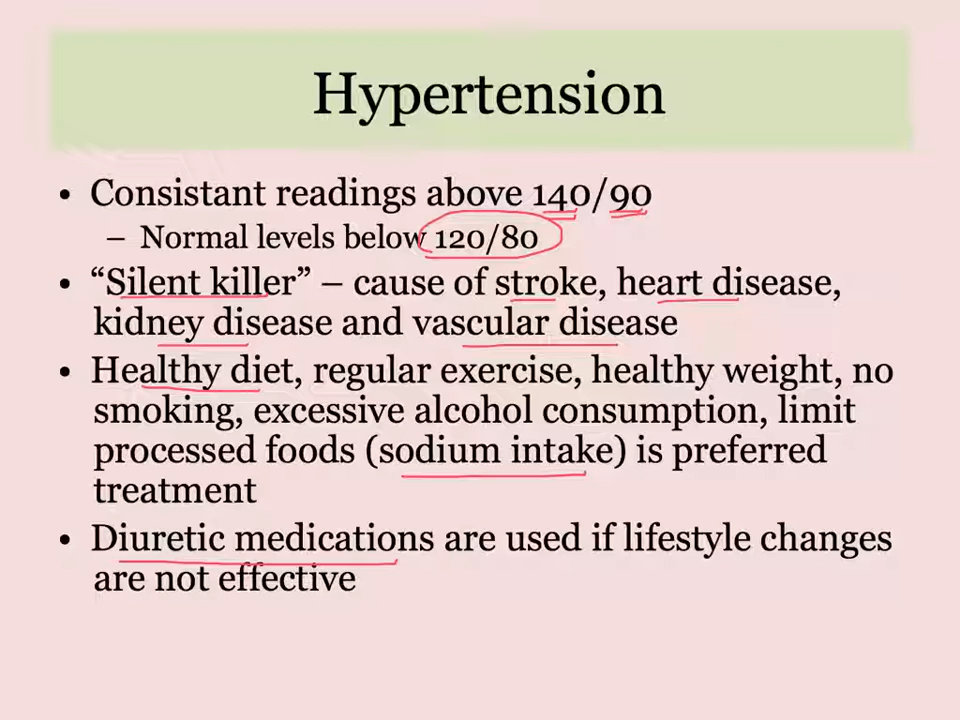 Hypertension
• Consistant readings above 140/90
– Normal levels below 120/80
• “Silent killer” – cause of stroke, heart disease,
kidney disease and vascular disease
• Healthy diet, regular exercise, healthy weight, no
smoking, excessive alcohol consumption, limit
processed foods (sodium intake) is preferred
treatment
• Diuretic medications are used if lifestyle changes
are not effective